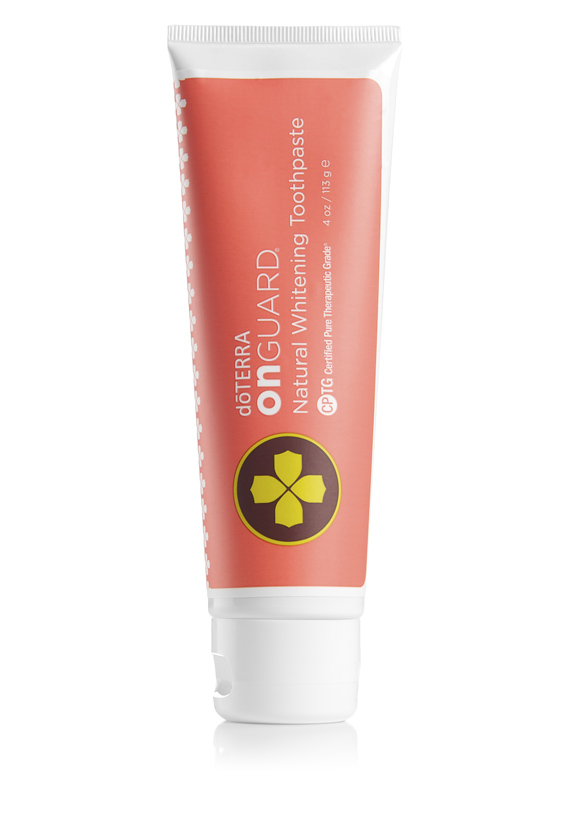 dōTERRA
onGUARD®
Natural Whitening Toothpaste
CPTG Certified Pure Therapeutic Grade®
4 oz / 113 g ℮